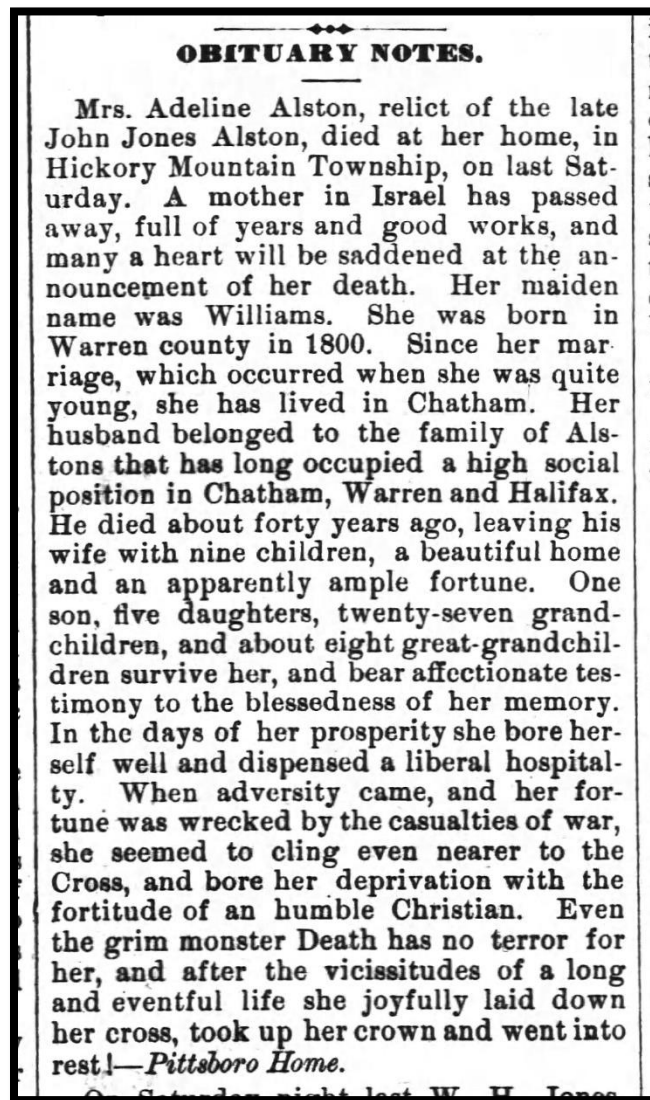 OBITUARY NOTES.
Mrs. Adeline Alston, relict of the late
John Jones Alston, died at her home, in
Hickory Mountain Township, on last Sat-
urday. A mother in Israel has passed
away, full of years and good works, and
many a heart will be saddened at the an-
nouncement of her death. Her maiden
name was Williams. She was born in
Warren county in 1800. Since her mar-
riage, which occurred when she was quite
young, she has lived in Chatham. Her
husband belonged to the family of Als-
tons that has long occupied a high social
position in Chatham, Warren and Halifax.
He died about forty years ago, leaving his
wife with nine children, a beautiful home
and an apparently ample fortune. One
son, five daughters, twenty-seven grand-
children, and about eight great-grandchil-
dren survive her, and bear affectionate tes-
timony to the blessedness of her memory.
In the days of her prosperity she bore her-
self well and dispensed a liberal hospital-
ty. When adversity came, and her for-
tune was wrecked by the casualties of war,
she seemed to cling even nearer to the
Cross, and bore her deprivation with the
fortitude of an humble Christian. Even
the grim monster Death has no terror for
her, and after the vicissitudes of a long
and eventful life she joyfully laid down
her cross, took up her crown and went into
rest!—Pittsboro Home.
On Saturday night last W. H. Jones